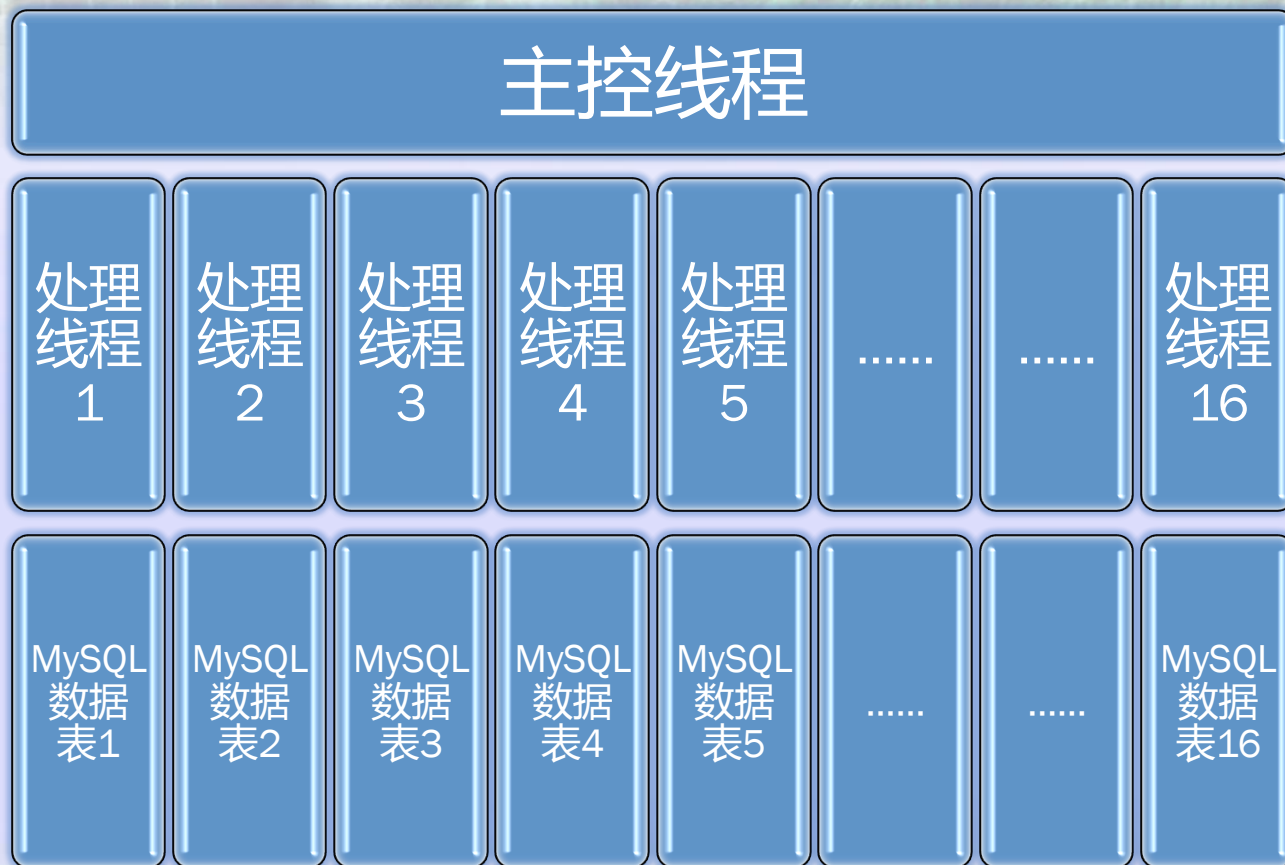 主控线程
处理
线程
1
处理
线程
2
处理
线程
3
处理
线程
4
处理
线程
5
......
......
处理
线程
16
MySQL
数据
表1
MySQL
数据
表2
MySQL
数据
表3
MySQL
数据
表4
MySQL
数据
表5
......
......
MySQL
数据
表16